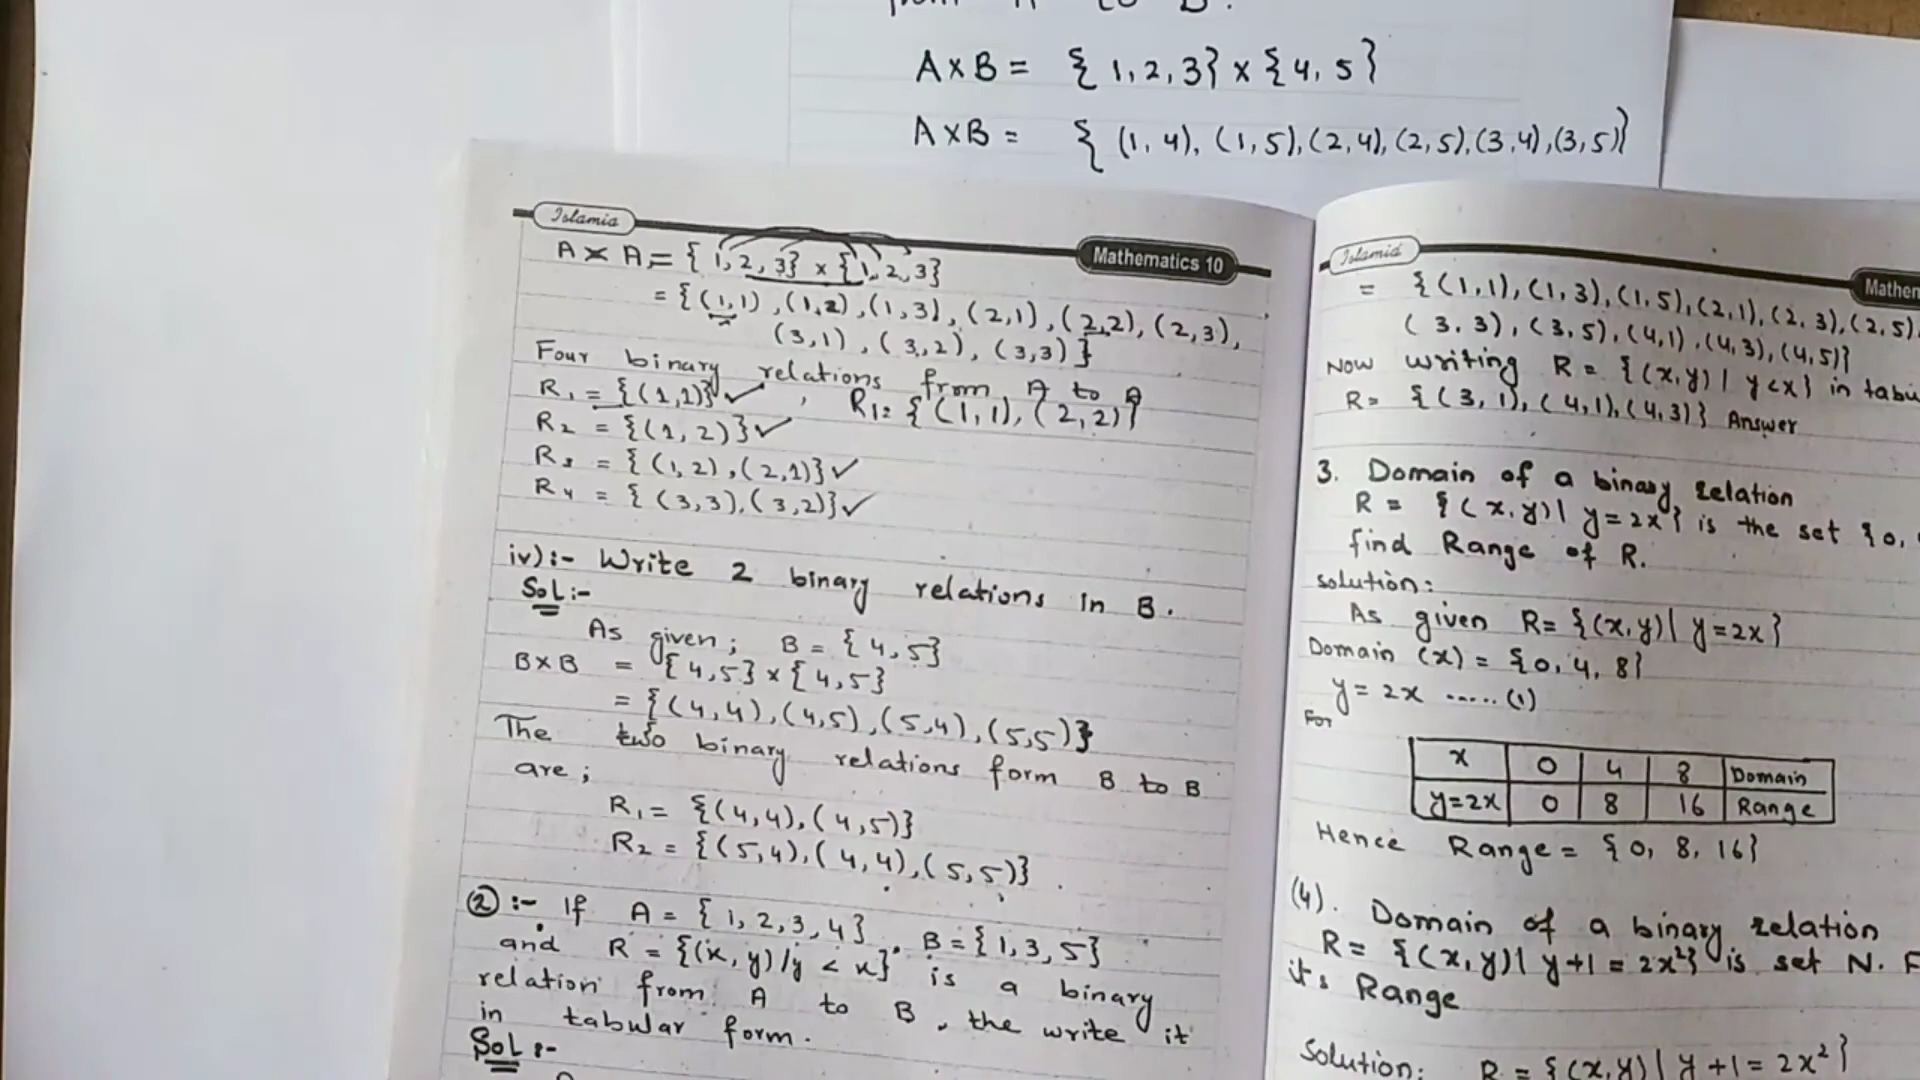 A×B = { 1,2,3} × {4,5}
A×B = { (1,4), (1,5), (2,4), (2,5), (3,4), (3,5)}
Islamia
Mathematics 10
A × A = { 1,2,3} × {1,2,3}
= {(1,1), (1,2), (1,3), (2,1), (2,2), (2,3),
(3,1), (3,2), (3,3)}
Four binary relations from A to A
R₁ = {(1,1)}✓ , R₁= {(1,1), (2,2)}
R₂ = {(1,2)}✓
R₃ = {(1,2),(2,1)}✓
R₄ = {(3,3),(3,2)}✓
iv):- Write 2 binary relations in B.
Sol:-
As given; B = {4,5}
B×B = {4,5} × {4,5}
= {(4,4), (4,5), (5,4), (5,5)}
The two binary relations form B to B
are;
R₁ = {(4,4), (4,5)}
R₂ = {(5,4), (4,4), (5,5)}
②:- If A = {1,2,3,4}, B = {1,3,5}
and R = {(x,y)/y < x} is a binary
relation from A to B, the write it
in tabular form.
Sol:-
Islamia
Mathem
= {(1,1), (1,3), (1,5), (2,1), (2,3), (2,5),
(3,3), (3,5), (4,1), (4,3), (4,5)}
Now writing R = {(x,y) | y<x} in tabu
R= {(3,1), (4,1), (4,3)} Answer
3. Domain of a binary relation
R = {(x,y) | y=2x} is the set {0,
find Range of R.
solution:
As given R= {(x,y) | y=2x}
Domain (x) = {0, 4, 8}
y = 2x ..... (1)
For
x 0 4 8 Domain
y=2x 0 8 16 Range
Hence Range = {0, 8, 16}
(4). Domain of a binary relation
R= {(x,y) | y+1 = 2x²} is set N. F
it's Range
Solution: R = {(x,y) | y+1 = 2x²}